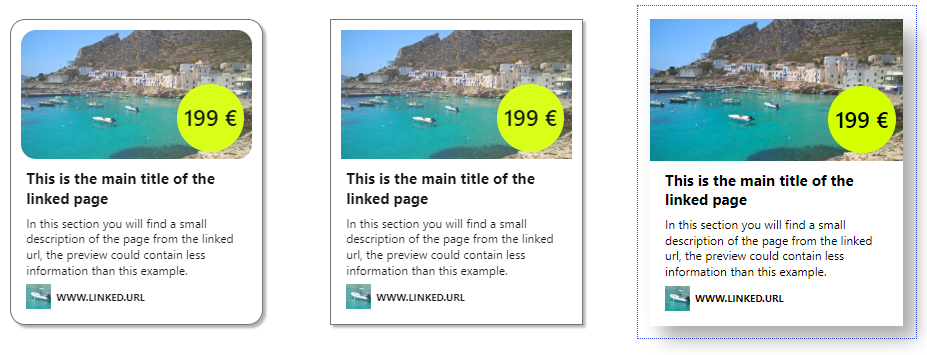 199 €
This is the main title of the
linked page
In this section you will find a small
description of the page from the linked
url, the preview could contain less
information than this example.
WWW.LINKED.URL
199 €
This is the main title of the
linked page
In this section you will find a small
description of the page from the linked
url, the preview could contain less
information than this example.
WWW.LINKED.URL
199 €
This is the main title of the
linked page
In this section you will find a small
description of the page from the linked
url, the preview could contain less
information than this example.
WWW.LINKED.URL